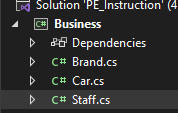 Solution 'PE_Instruction' (4
C# Business
Dependencies
C# Brand.cs
C# Car.cs
C# Staff.cs